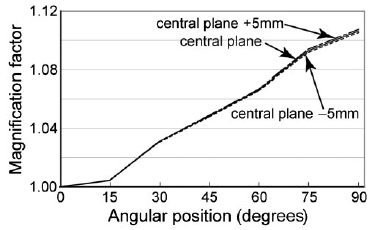 1.12
central plane +5mm
central plane
1.08
Magnification factor
central plane −5mm
1.04
1.00
0 15 30 45 60 75 90
Angular position (degrees)